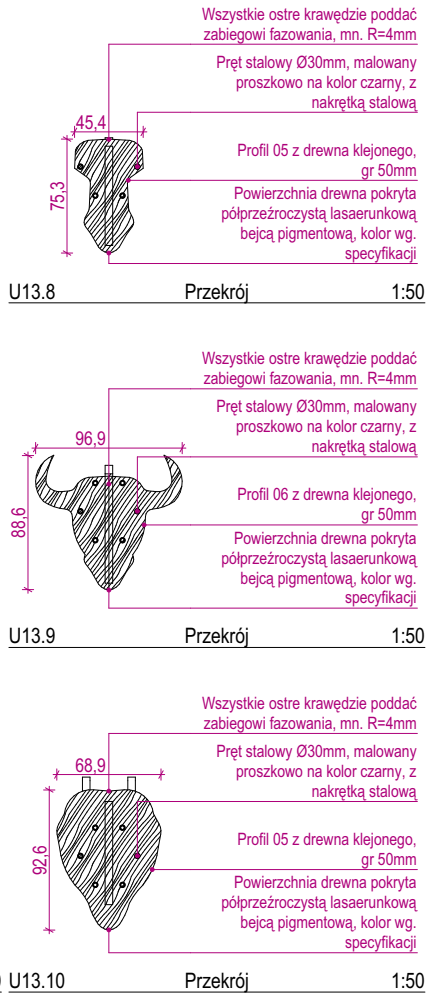 Wszystkie ostre krawędzie poddać
zabiegowi fazowania, mn. R=4mm
Pręt stalowy Ø30mm, malowany
proszkowo na kolor czarny, z
nakrętką stalową
45,4
75,3
Profil 05 z drewna klejonego,
gr 50mm
Powierzchnia drewna pokryta
półprzeźroczystą lasaerunkową
bejcą pigmentową, kolor wg.
specyfikacji
U13.8 Przekrój 1:50
Wszystkie ostre krawędzie poddać
zabiegowi fazowania, mn. R=4mm
Pręt stalowy Ø30mm, malowany
proszkowo na kolor czarny, z
nakrętką stalową
96,9
88,6
Profil 06 z drewna klejonego,
gr 50mm
Powierzchnia drewna pokryta
półprzeźroczystą lasaerunkową
bejcą pigmentową, kolor wg.
specyfikacji
U13.9 Przekrój 1:50
Wszystkie ostre krawędzie poddać
zabiegowi fazowania, mn. R=4mm
Pręt stalowy Ø30mm, malowany
proszkowo na kolor czarny, z
nakrętką stalową
68,9
92,6
Profil 05 z drewna klejonego,
gr 50mm
Powierzchnia drewna pokryta
półprzeźroczystą lasaerunkową
bejcą pigmentową, kolor wg.
specyfikacji
U13.10 Przekrój 1:50